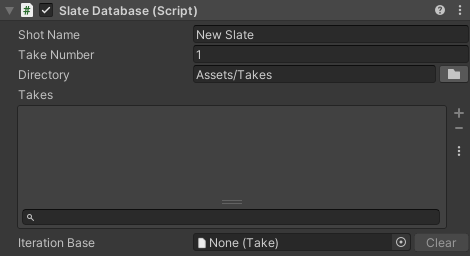 Slate Database (Script)
Shot Name New Slate
Take Number 1
Directory Assets/Takes
Takes
Iteration Base None (Take) Clear